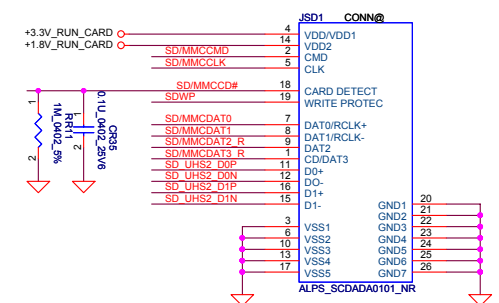 JSD1 CONN@
+3.3V_RUN_CARD 4 VDD/VDD1
+1.8V_RUN_CARD 14 VDD2
SD/MMCCMD 2 CMD
SD/MMCCLK 5 CLK
SD/MMCCD# 18 CARD DETECT
SDWP 19 WRITE PROTEC
SD/MMCDAT0 7 DAT0/RCLK+
SD/MMCDAT1 8 DAT1/RCLK-
SD/MMCDAT2_R 9 DAT2
SD/MMCDAT3_R 1 CD/DAT3
SD_UHS2_D0P 11 D0+
SD_UHS2_D0N 12 DO-
SD_UHS2_D1P 16 D1+
SD_UHS2_D1N 15 D1-
1 2
RR11
1M_0402_5%
1 2
CR35
0.1U_0402_25V6
3 VSS1
6 VSS2
10 VSS3
13 VSS4
17 VSS5
GND1 20
GND2 21
GND3 22
GND4 23
GND5 24
GND6 25
GND7 26
ALPS_SCDADA0101_NR